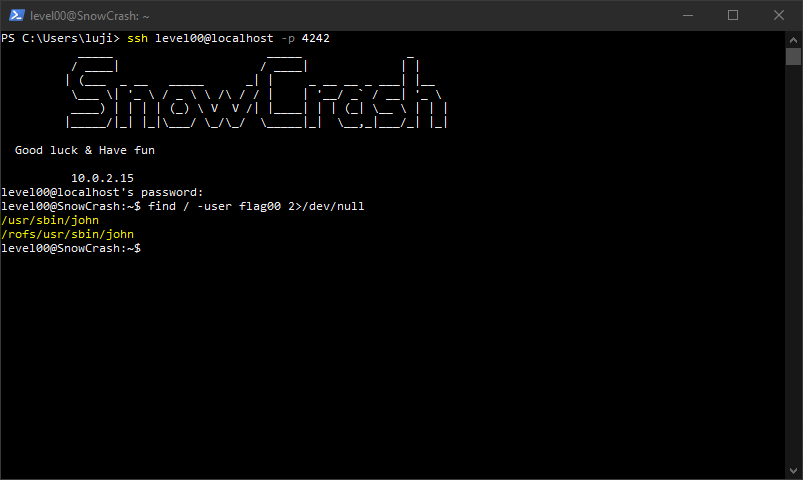 level00@SnowCrash: ~
PS C:\Users\luji> ssh level00@localhost -p 4242
SnowCrash
Good luck & Have fun
10.0.2.15
level00@localhost's password:
level00@SnowCrash:~$ find / -user flag00 2>/dev/null
/usr/sbin/john
/rofs/usr/sbin/john
level00@SnowCrash:~$